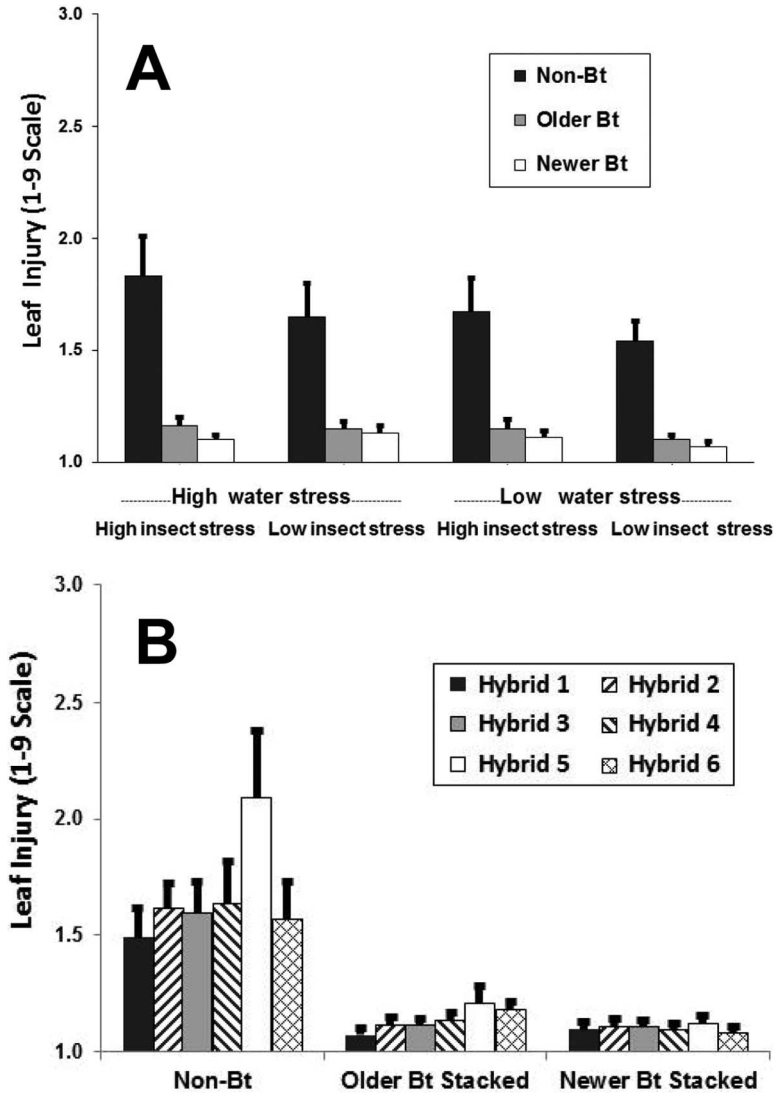 A
Leaf Injury (1-9 Scale)
3.0
2.5
2.0
1.5
1.0
Non-Bt
Older Bt
Newer Bt
High water stress
Low water stress
High insect stress
Low insect stress
High insect stress
Low insect stress
B
Leaf Injury (1-9 Scale)
3.0
2.5
2.0
1.5
1.0
Hybrid 1 Hybrid 2
Hybrid 3 Hybrid 4
Hybrid 5 Hybrid 6
Non-Bt
Older Bt Stacked
Newer Bt Stacked